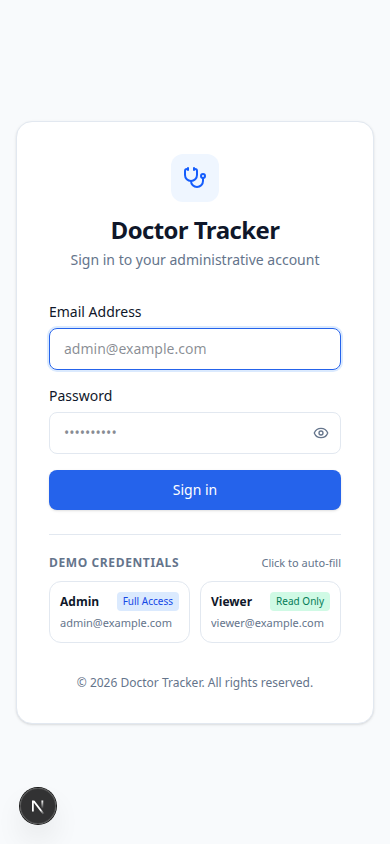 Doctor Tracker
Sign in to your administrative account
Email Address
admin@example.com
Password
••••••••••
Sign in
DEMO CREDENTIALS Click to auto-fill
Admin Full Access Viewer Read Only
admin@example.com viewer@example.com
© 2026 Doctor Tracker. All rights reserved.
N